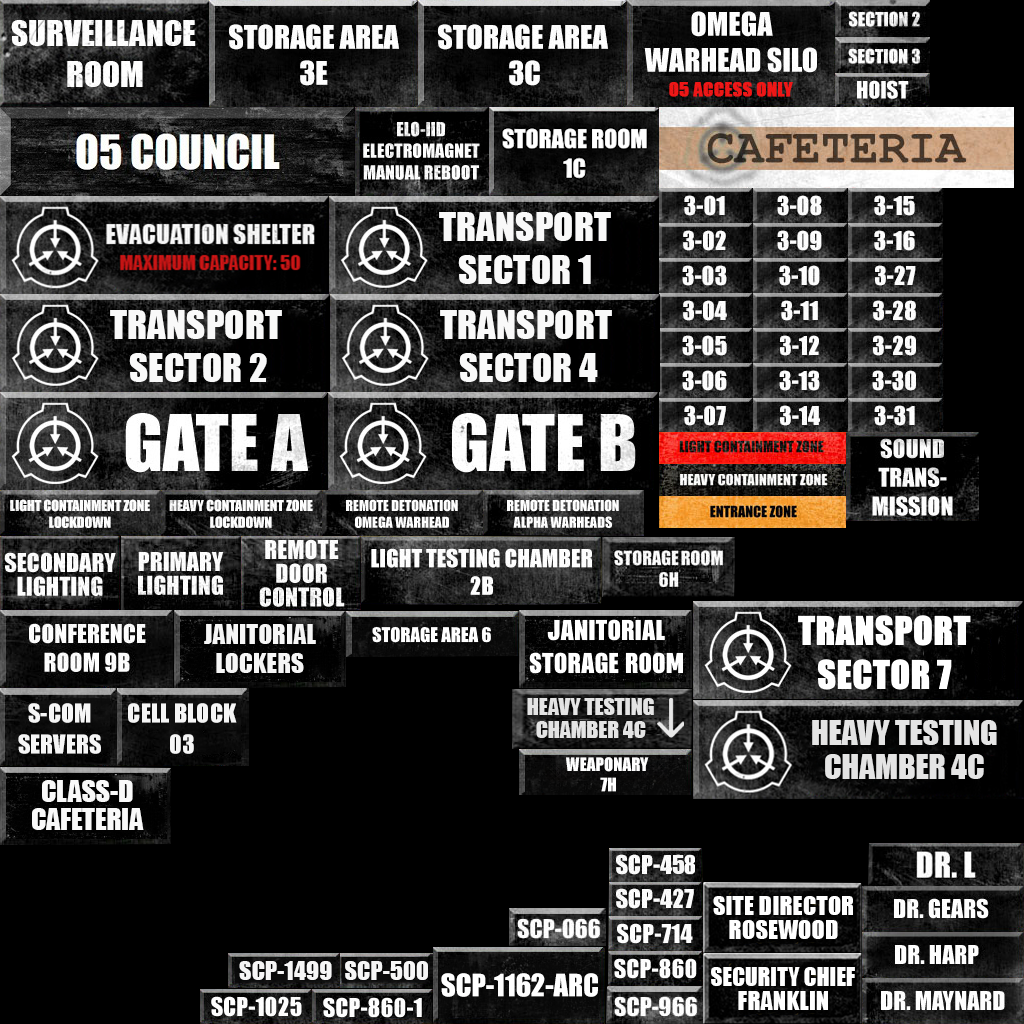 SURVEILLANCE
ROOM
STORAGE AREA
3E
STORAGE AREA
3C
OMEGA
WARHEAD SILO
05 ACCESS ONLY
SECTION 2
SECTION 3
HOIST
05 COUNCIL
ELO-IID
ELECTROMAGNET
MANUAL REBOOT
STORAGE ROOM
1C
CAFETERIA
EVACUATION SHELTER
MAXIMUM CAPACITY: 50
TRANSPORT
SECTOR 1
3-01
3-08
3-15
3-02
3-09
3-16
3-03
3-10
3-27
3-04
3-11
3-28
3-05
3-12
3-29
3-06
3-13
3-30
3-07
3-14
3-31
TRANSPORT
SECTOR 2
TRANSPORT
SECTOR 4
GATE A
GATE B
LIGHT CONTAINMENT ZONE
HEAVY CONTAINMENT ZONE
ENTRANCE ZONE
SOUND
TRANS-
MISSION
LIGHT CONTAINMENT ZONE
LOCKDOWN
HEAVY CONTAINMENT ZONE
LOCKDOWN
REMOTE DETONATION
OMEGA WARHEAD
REMOTE DETONATION
ALPHA WARHEADS
SECONDARY
LIGHTING
PRIMARY
LIGHTING
REMOTE
DOOR
CONTROL
LIGHT TESTING CHAMBER
2B
STORAGE ROOM
6H
CONFERENCE
ROOM 9B
JANITORIAL
LOCKERS
STORAGE AREA 6
JANITORIAL
STORAGE ROOM
TRANSPORT
SECTOR 7
S-COM
SERVERS
CELL BLOCK
03
HEAVY TESTING
CHAMBER 4C
WEAPONARY
7H
HEAVY TESTING
CHAMBER 4C
CLASS-D
CAFETERIA
SCP-458
SCP-427
SCP-714
SCP-860
SCP-966
SCP-066
SCP-1162-ARC
SCP-1499
SCP-500
SCP-1025
SCP-860-1
SITE DIRECTOR
ROSEWOOD
SECURITY CHIEF
FRANKLIN
DR. L
DR. GEARS
DR. HARP
DR. MAYNARD